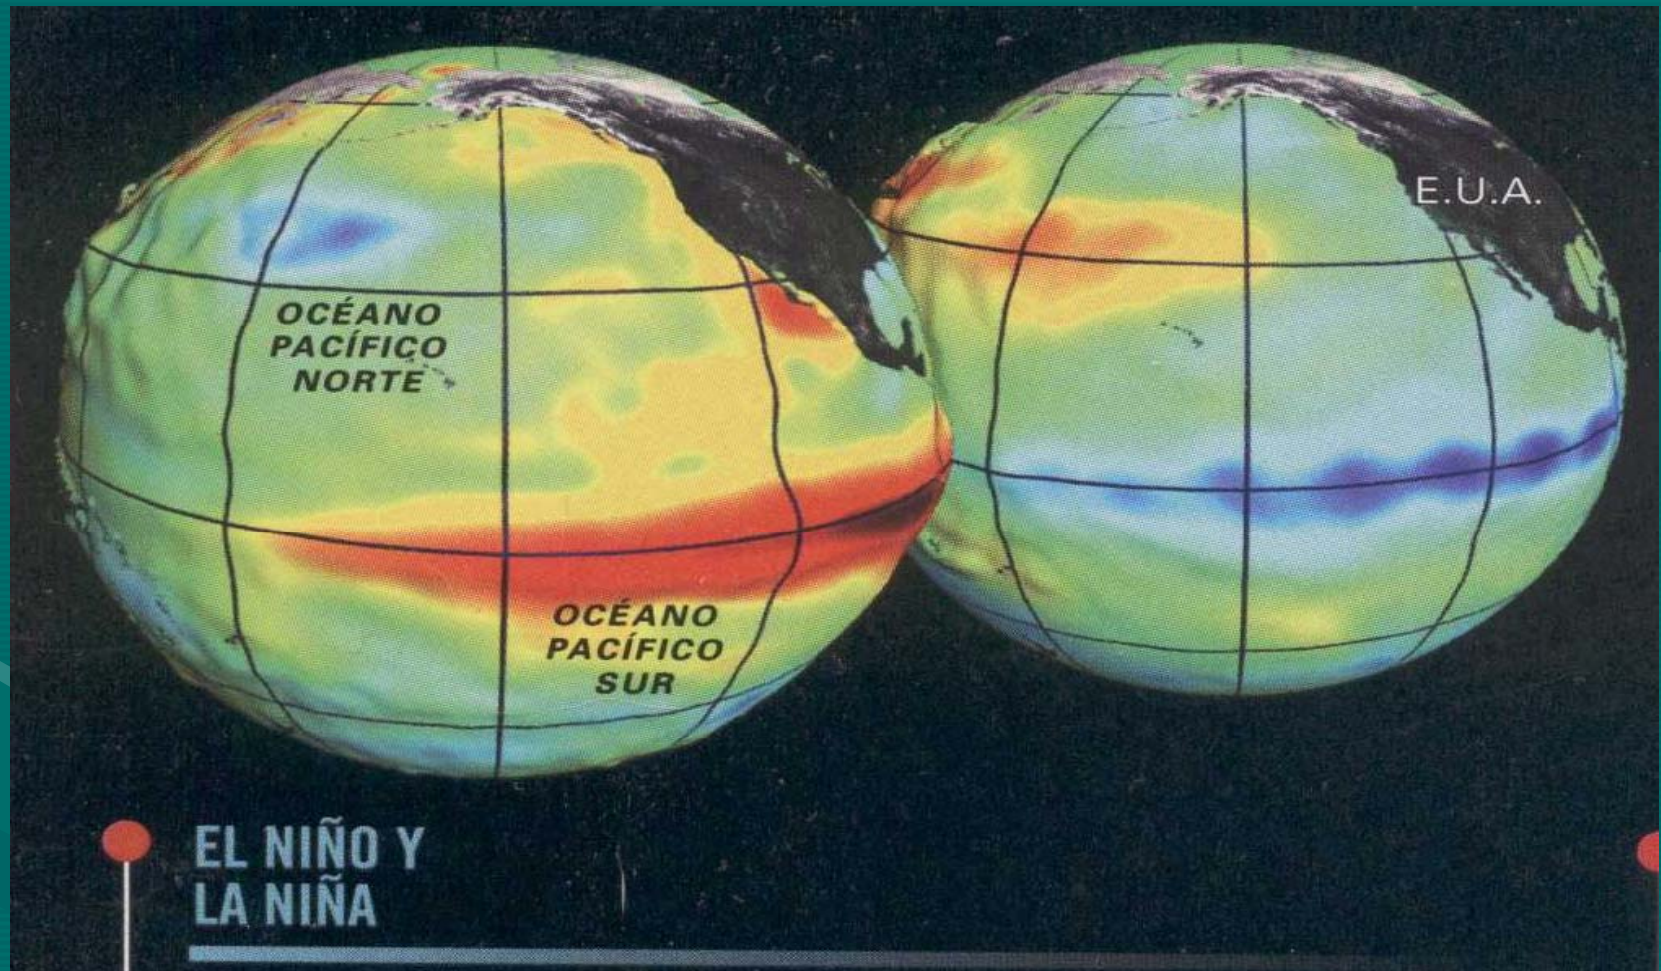 E.U.A.
OCÉANO
PACÍFICO
NORTE
OCÉANO
PACÍFICO
SUR
EL NIÑO Y
LA NIÑA